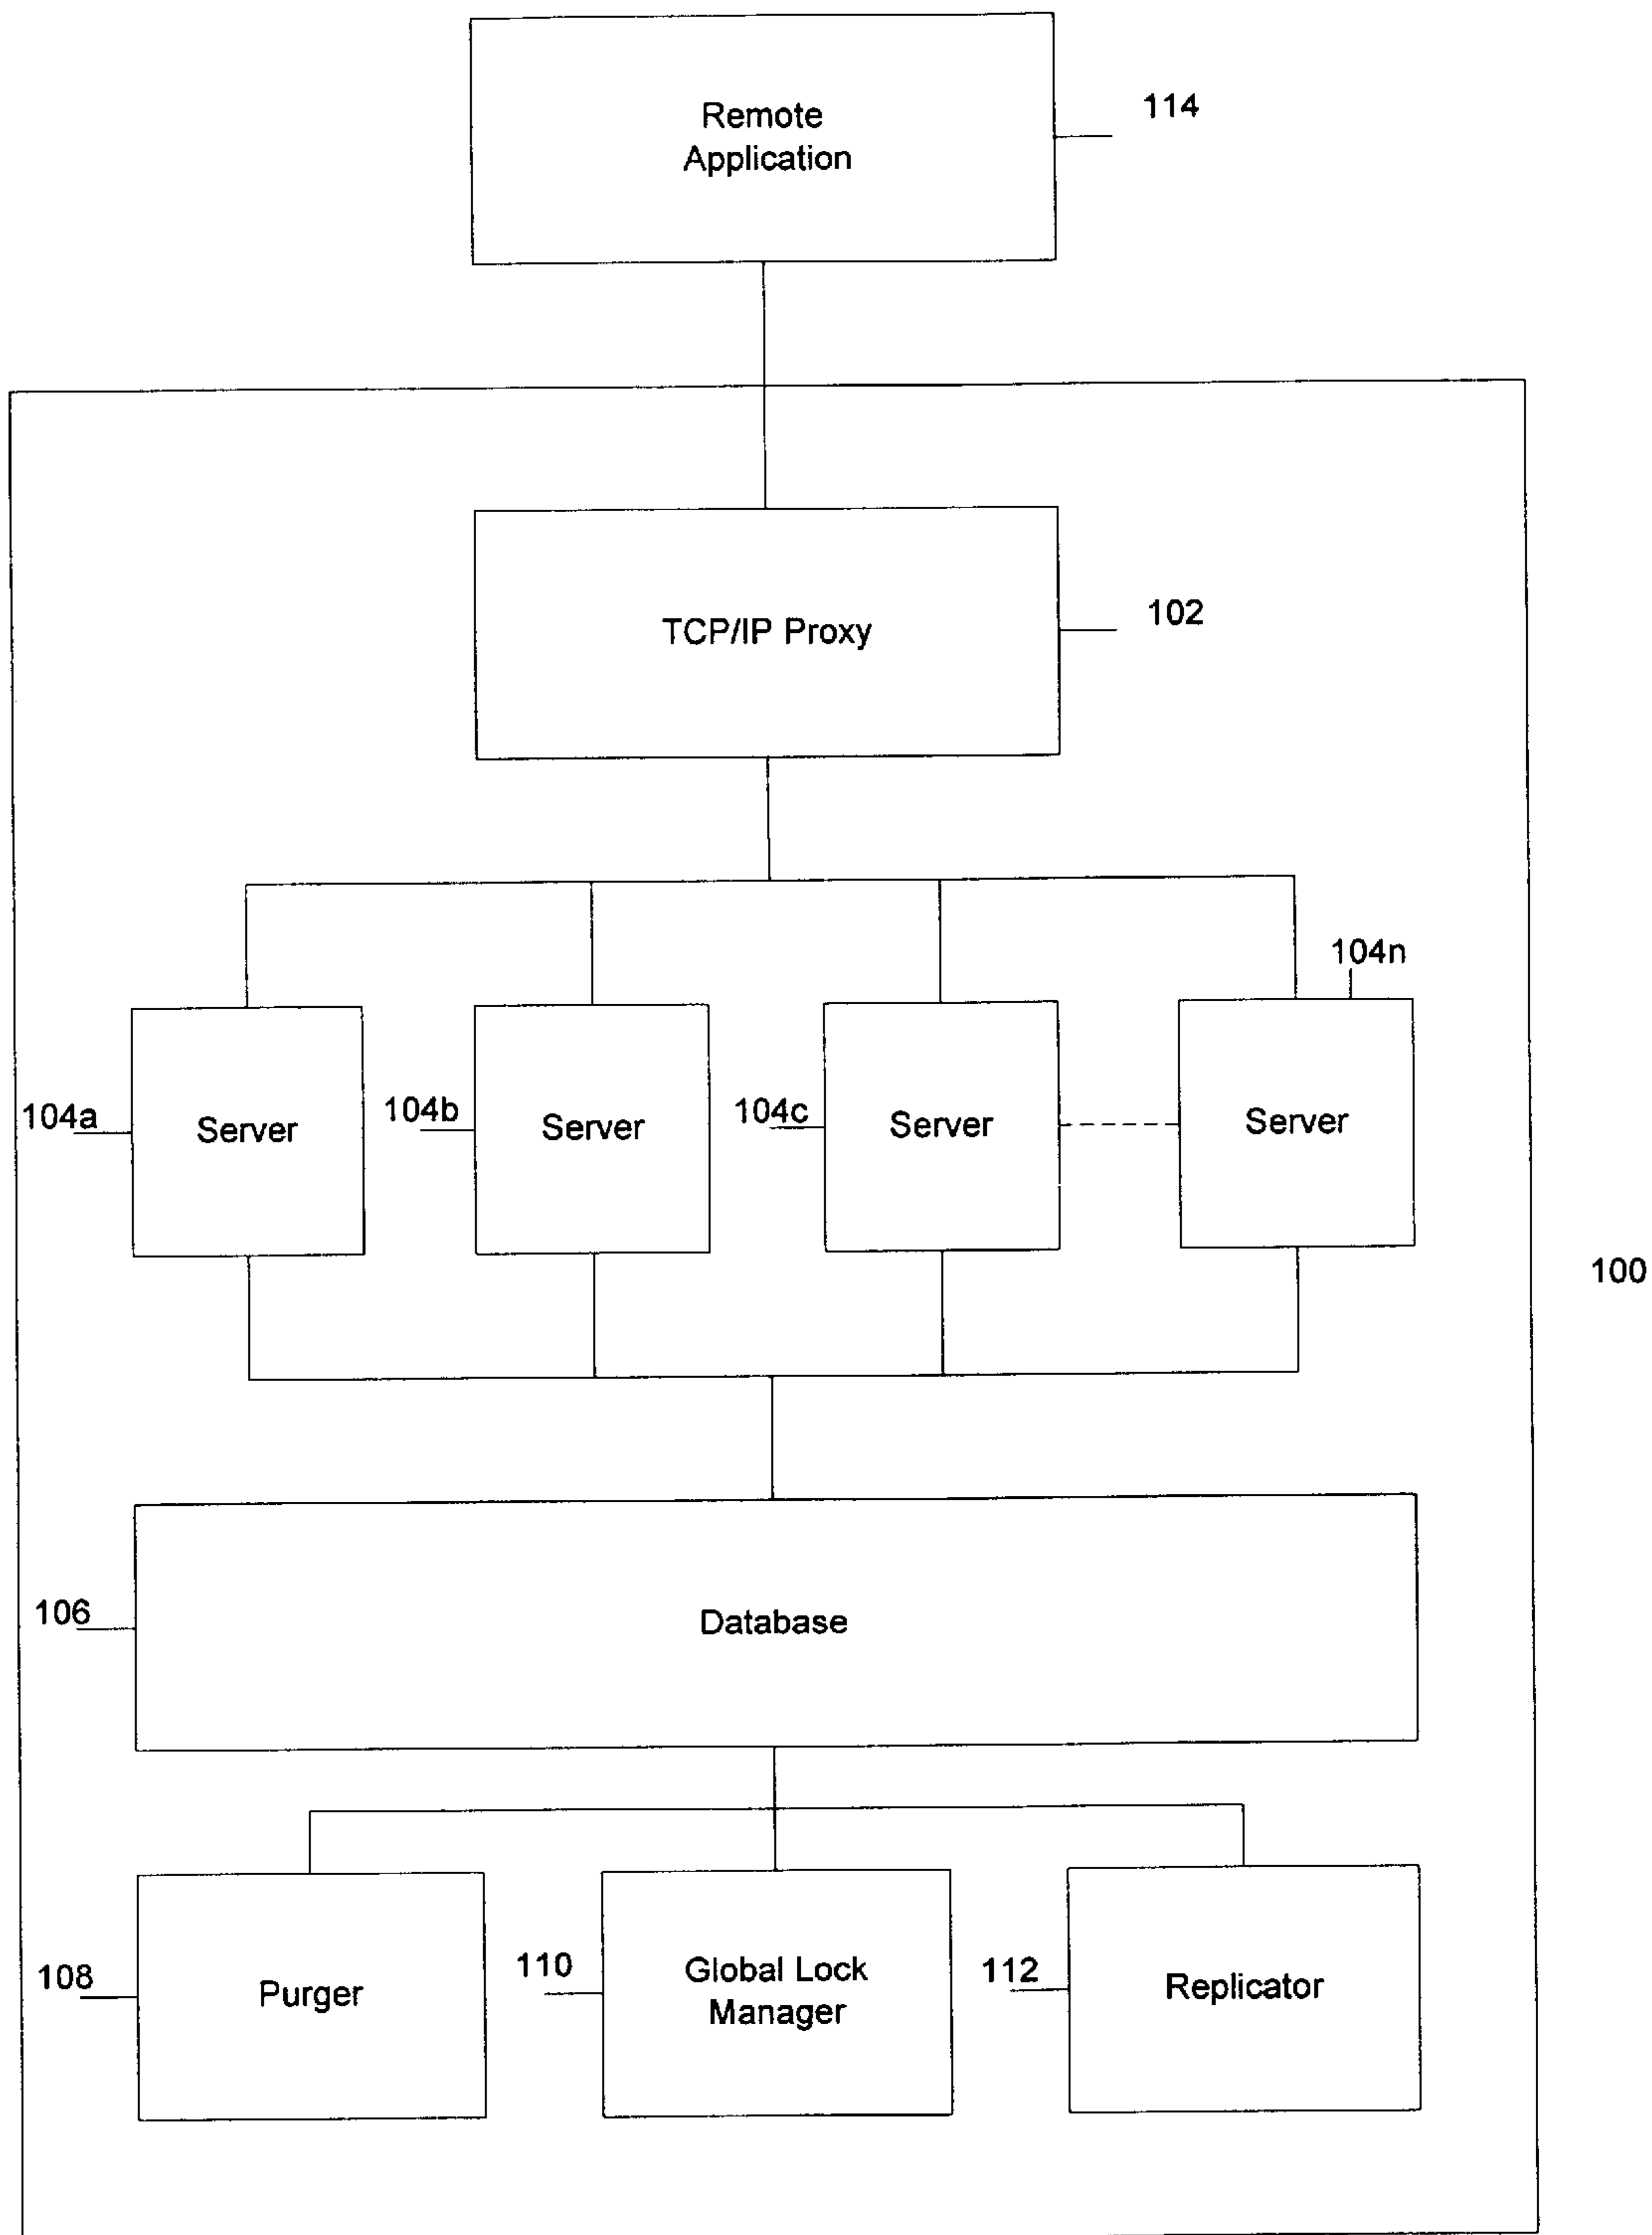 Remote
Application
114
TCP/IP Proxy
102
104n
104a
Server
104b
Server
104c
Server
Server
100
106
Database
108
Purger
110
Global Lock
Manager
112
Replicator